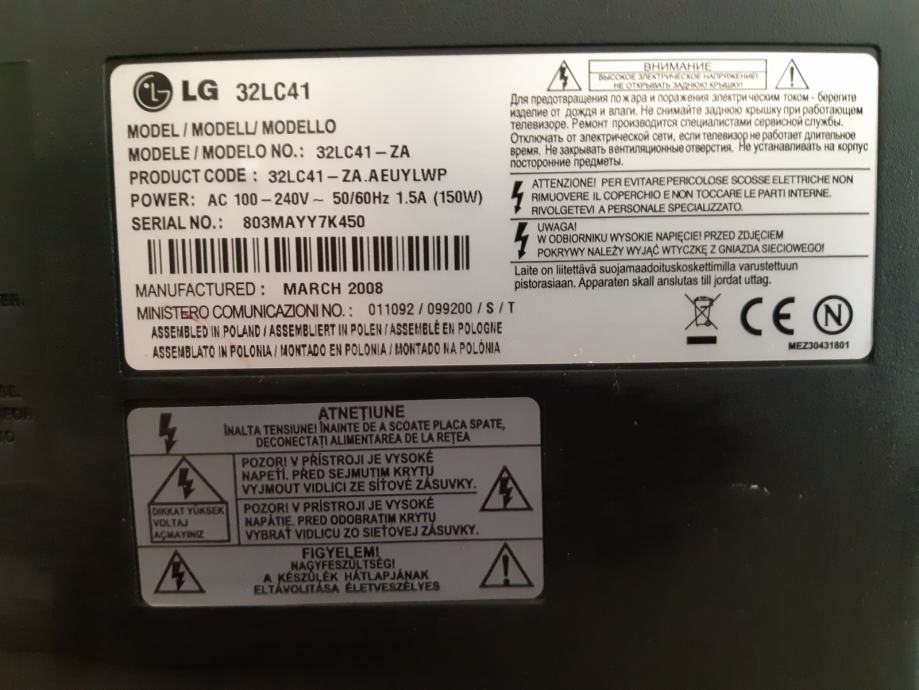 LG 32LC41
MODEL / MODELL/ MODELLO
MODELE / MODELO NO.: 32LC41-ZA
PRODUCT CODE : 32LC41-ZA.AEUYLWP
POWER: AC 100-240V ~ 50/60Hz 1.5A (150W)
SERIAL NO.: 803MAYY7K450
MANUFACTURED : MARCH 2008
MINISTERO COMUNICAZIONI NO.: 011092 / 099200 / S / T
ASSEMBLED IN POLAND / ASSEMBLIERT IN POLEN / ASSEMBLÉ EN POLOGNE
ASSEMBLATO IN POLONIA / MONTADO EN POLONIA / MONTADO NA POLÓNIA
ВНИМАНИЕ
ВЫСОКОЕ ЭЛЕКТРИЧЕСКОЕ НАПРЯЖЕНИЕ!
НЕ ОТКРЫВАТЬ ЗАДНЮЮ КРЫШКУ!
Для предотвращения пожара и поражения электрическим током - берегите
изделие от дождя и влаги. Не снимайте заднюю крышку при работающем
телевизоре. Ремонт производится специалистами сервисной службы.
Отключать от электрической сети, если телевизор не работает длительное
время. Не закрывать вентиляционные отверстия. Не устанавливать на корпус
посторонние предметы.
ATTENZIONE! PER EVITARE PERICOLOSE SCOSSE ELETTRICHE NON
RIMUOVERE IL COPERCHIO E NON TOCCARE LE PARTI INTERNE.
RIVOLGETEVI A PERSONALE SPECIALIZZATO.
UWAGA!
W ODBIORNIKU WYSOKIE NAPIĘCIE! PRZED ZDJĘCIEM
POKRYWY NALEŻY WYJĄĆ WTYCZKĘ Z GNIAZDA SIECIOWEGO!
Laite on liitettävä suojamaadoituskoskettimilla varustettuun
pistorasiaan. Apparaten skall anslutas till jordat uttag.
CE N
MEZ30431801
ATNEȚIUNE
ÎNALTA TENSIUNE! ÎNAINTE DE A SCOATE PLACA SPATE,
DECONECTAȚI ALIMENTAREA DE LA REȚEA
DIKKAT YÜKSEK
VOLTAJ
AÇMAYINIZ
POZOR! V PŘÍSTROJI JE VYSOKÉ
NAPETÍ. PŘED SEJMUTIM KRYTU
VYJMOUT VIDLICI ZE SÍTOVÉ ZÁSUVKY.
POZOR! V PRÍSTROJI JE VYSOKÉ
NAPÁTIE. PRED ODOBRATIM KRYTU
VYBRAŤ VIDLICU ZO SIEŤOVEJ ZÁSUVKY.
FIGYELEM!
NAGYFESZÜLTSÉG!
A KÉSZÜLÉK HÁTLAPJÁNAK
ELTÁVOLITÁSA ÉLETVESZÉLYES